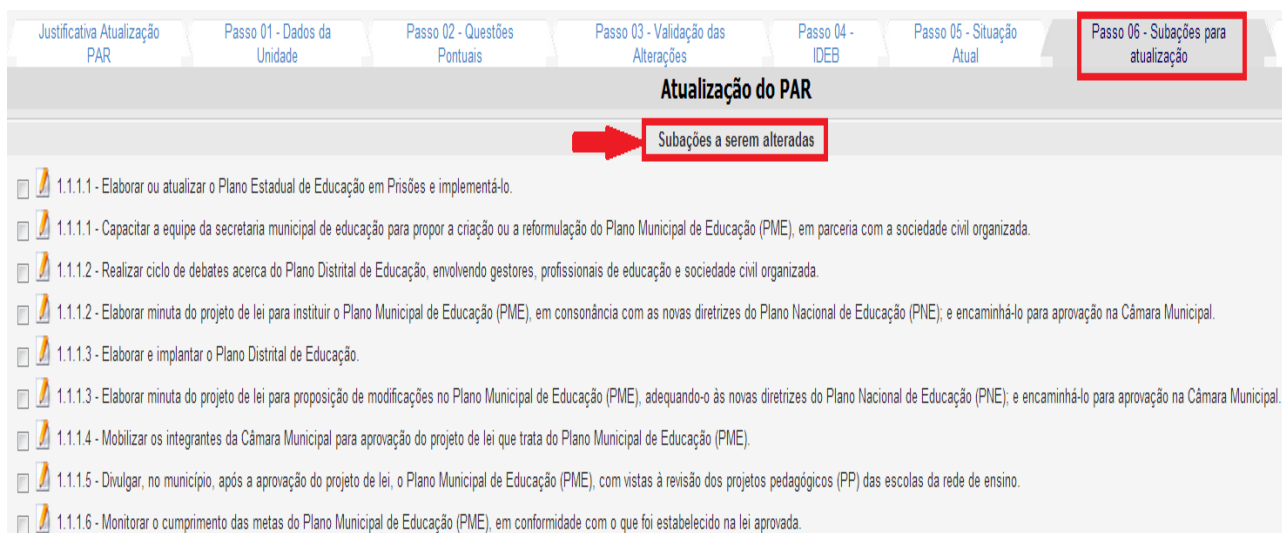 Justificativa Atualização PAR
Passo 01 - Dados da Unidade
Passo 02 - Questões Pontuais
Passo 03 - Validação das Alterações
Passo 04 - IDEB
Passo 05 - Situação Atual
Passo 06 - Subações para atualização
Atualização do PAR
Subações a serem alteradas
1.1.1.1 - Elaborar ou atualizar o Plano Estadual de Educação em Prisões e implementá-lo.
1.1.1.1 - Capacitar a equipe da secretaria municipal de educação para propor a criação ou a reformulação do Plano Municipal de Educação (PME), em parceria com a sociedade civil organizada.
1.1.1.2 - Realizar ciclo de debates acerca do Plano Distrital de Educação, envolvendo gestores, profissionais de educação e sociedade civil organizada.
1.1.1.2 - Elaborar minuta do projeto de lei para instituir o Plano Municipal de Educação (PME), em consonância com as novas diretrizes do Plano Nacional de Educação (PNE); e encaminhá-lo para aprovação na Câmara Municipal.
1.1.1.3 - Elaborar e implantar o Plano Distrital de Educação.
1.1.1.3 - Elaborar minuta do projeto de lei para proposição de modificações no Plano Municipal de Educação (PME), adequando-o às novas diretrizes do Plano Nacional de Educação (PNE); e encaminhá-lo para aprovação na Câmara Municipal.
1.1.1.4 - Mobilizar os integrantes da Câmara Municipal para aprovação do projeto de lei que trata do Plano Municipal de Educação (PME).
1.1.1.5 - Divulgar, no município, após a aprovação do projeto de lei, o Plano Municipal de Educação (PME), com vistas à revisão dos projetos pedagógicos (PP) das escolas da rede de ensino.
1.1.1.6 - Monitorar o cumprimento das metas do Plano Municipal de Educação (PME), em conformidade com o que foi estabelecido na lei aprovada.